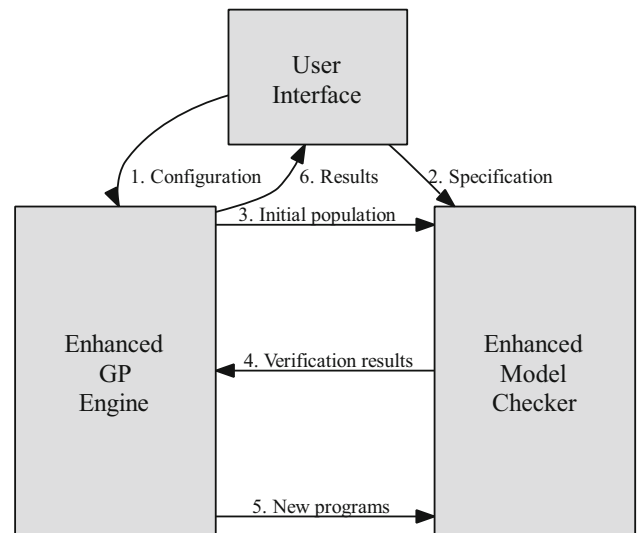 User
Interface
1. Configuration
6. Results
2. Specification
3. Initial population
Enhanced
GP
Engine
4. Verification results
Enhanced
Model
Checker
5. New programs